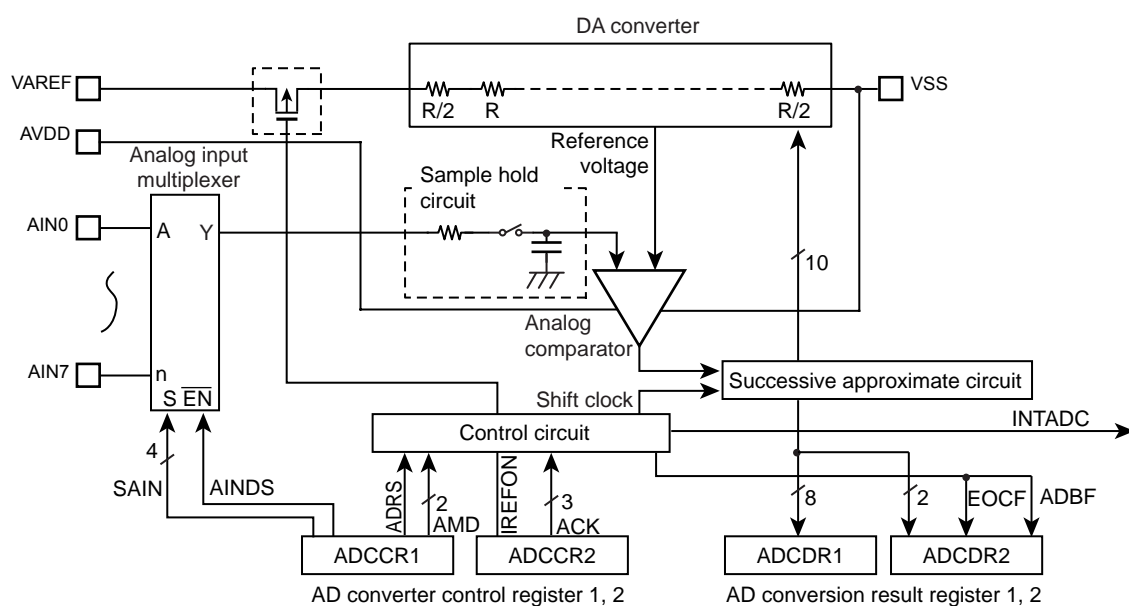 DA converter
VAREF
VSS
R/2
R
R/2
AVDD
Analog input
multiplexer
Reference
voltage
Sample hold
circuit
AIN0
A
Y
10
Analog
comparator
AIN7
n
S EN
Successive approximate circuit
Shift clock
Control circuit
INTADC
4
SAIN
AINDS
ADRS
2
AMD
IREFON
3
ACK
8
2
EOCF
ADBF
ADCCR1
ADCCR2
ADCDR1
ADCDR2
AD converter control register 1, 2
AD conversion result register 1, 2